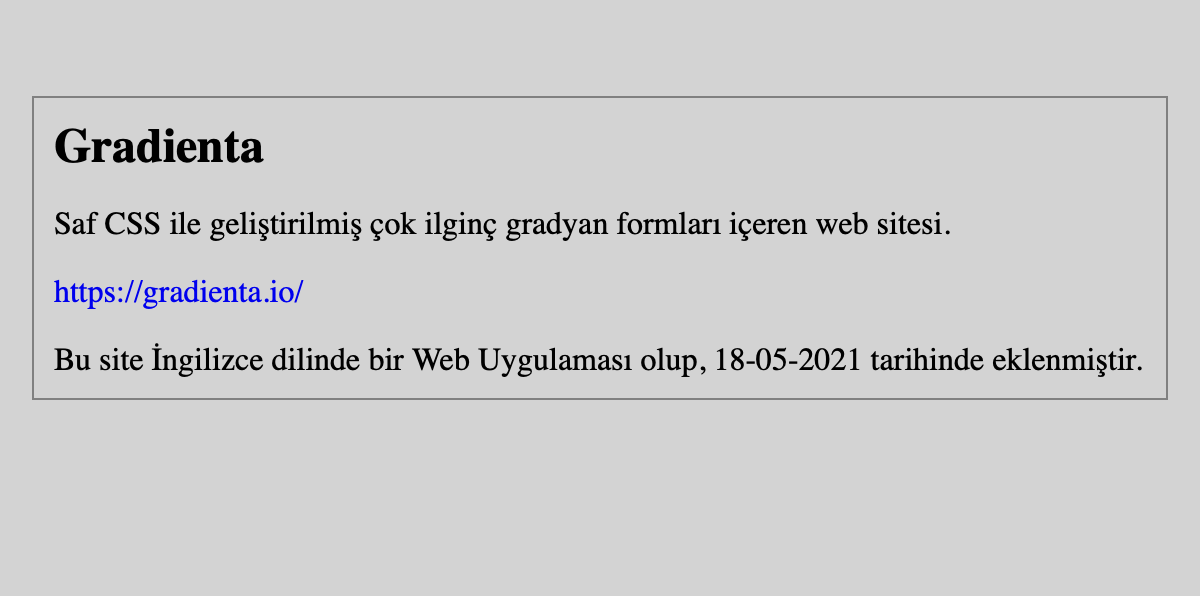 Gradienta
Saf CSS ile geliştirilmiş çok ilginç gradyan formları içeren web sitesi.
https://gradienta.io/
Bu site İngilizce dilinde bir Web Uygulaması olup, 18-05-2021 tarihinde eklenmiştir.